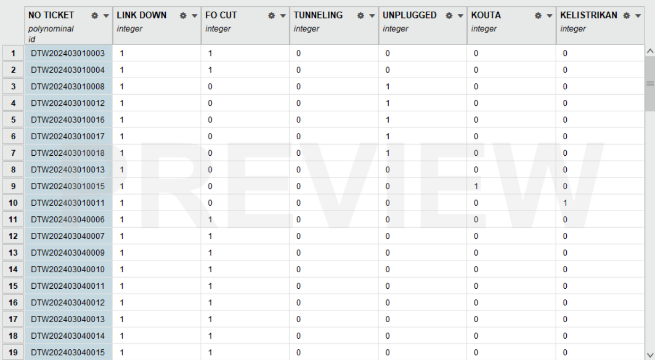 NO TICKET LINK DOWN FO CUT TUNNELING UNPLUGGED KOUTA KELISTRIKAN
polynominal integer integer integer integer integer integer
id
1 DTW202403010003 1 1 0 0 0 0
2 DTW202403010004 1 1 0 0 0 0
3 DTW202403010008 1 0 0 1 0 0
4 DTW202403010012 1 0 0 1 0 0
5 DTW202403010016 1 0 0 1 0 0
6 DTW202403010017 1 0 0 1 0 0
7 DTW202403010018 1 0 0 1 0 0
8 DTW202403010013 1 0 0 0 0 0
9 DTW202403010015 1 0 0 0 1 0
10 DTW202403010011 1 0 0 0 0 1
11 DTW202403040006 1 1 0 0 0 0
12 DTW202403040007 1 1 0 0 0 0
13 DTW202403040009 1 1 0 0 0 0
14 DTW202403040010 1 1 0 0 0 0
15 DTW202403040011 1 1 0 0 0 0
16 DTW202403040012 1 1 0 0 0 0
17 DTW202403040013 1 1 0 0 0 0
18 DTW202403040014 1 1 0 0 0 0
19 DTW202403040015 1 1 0 0 0 0
PREVIEW